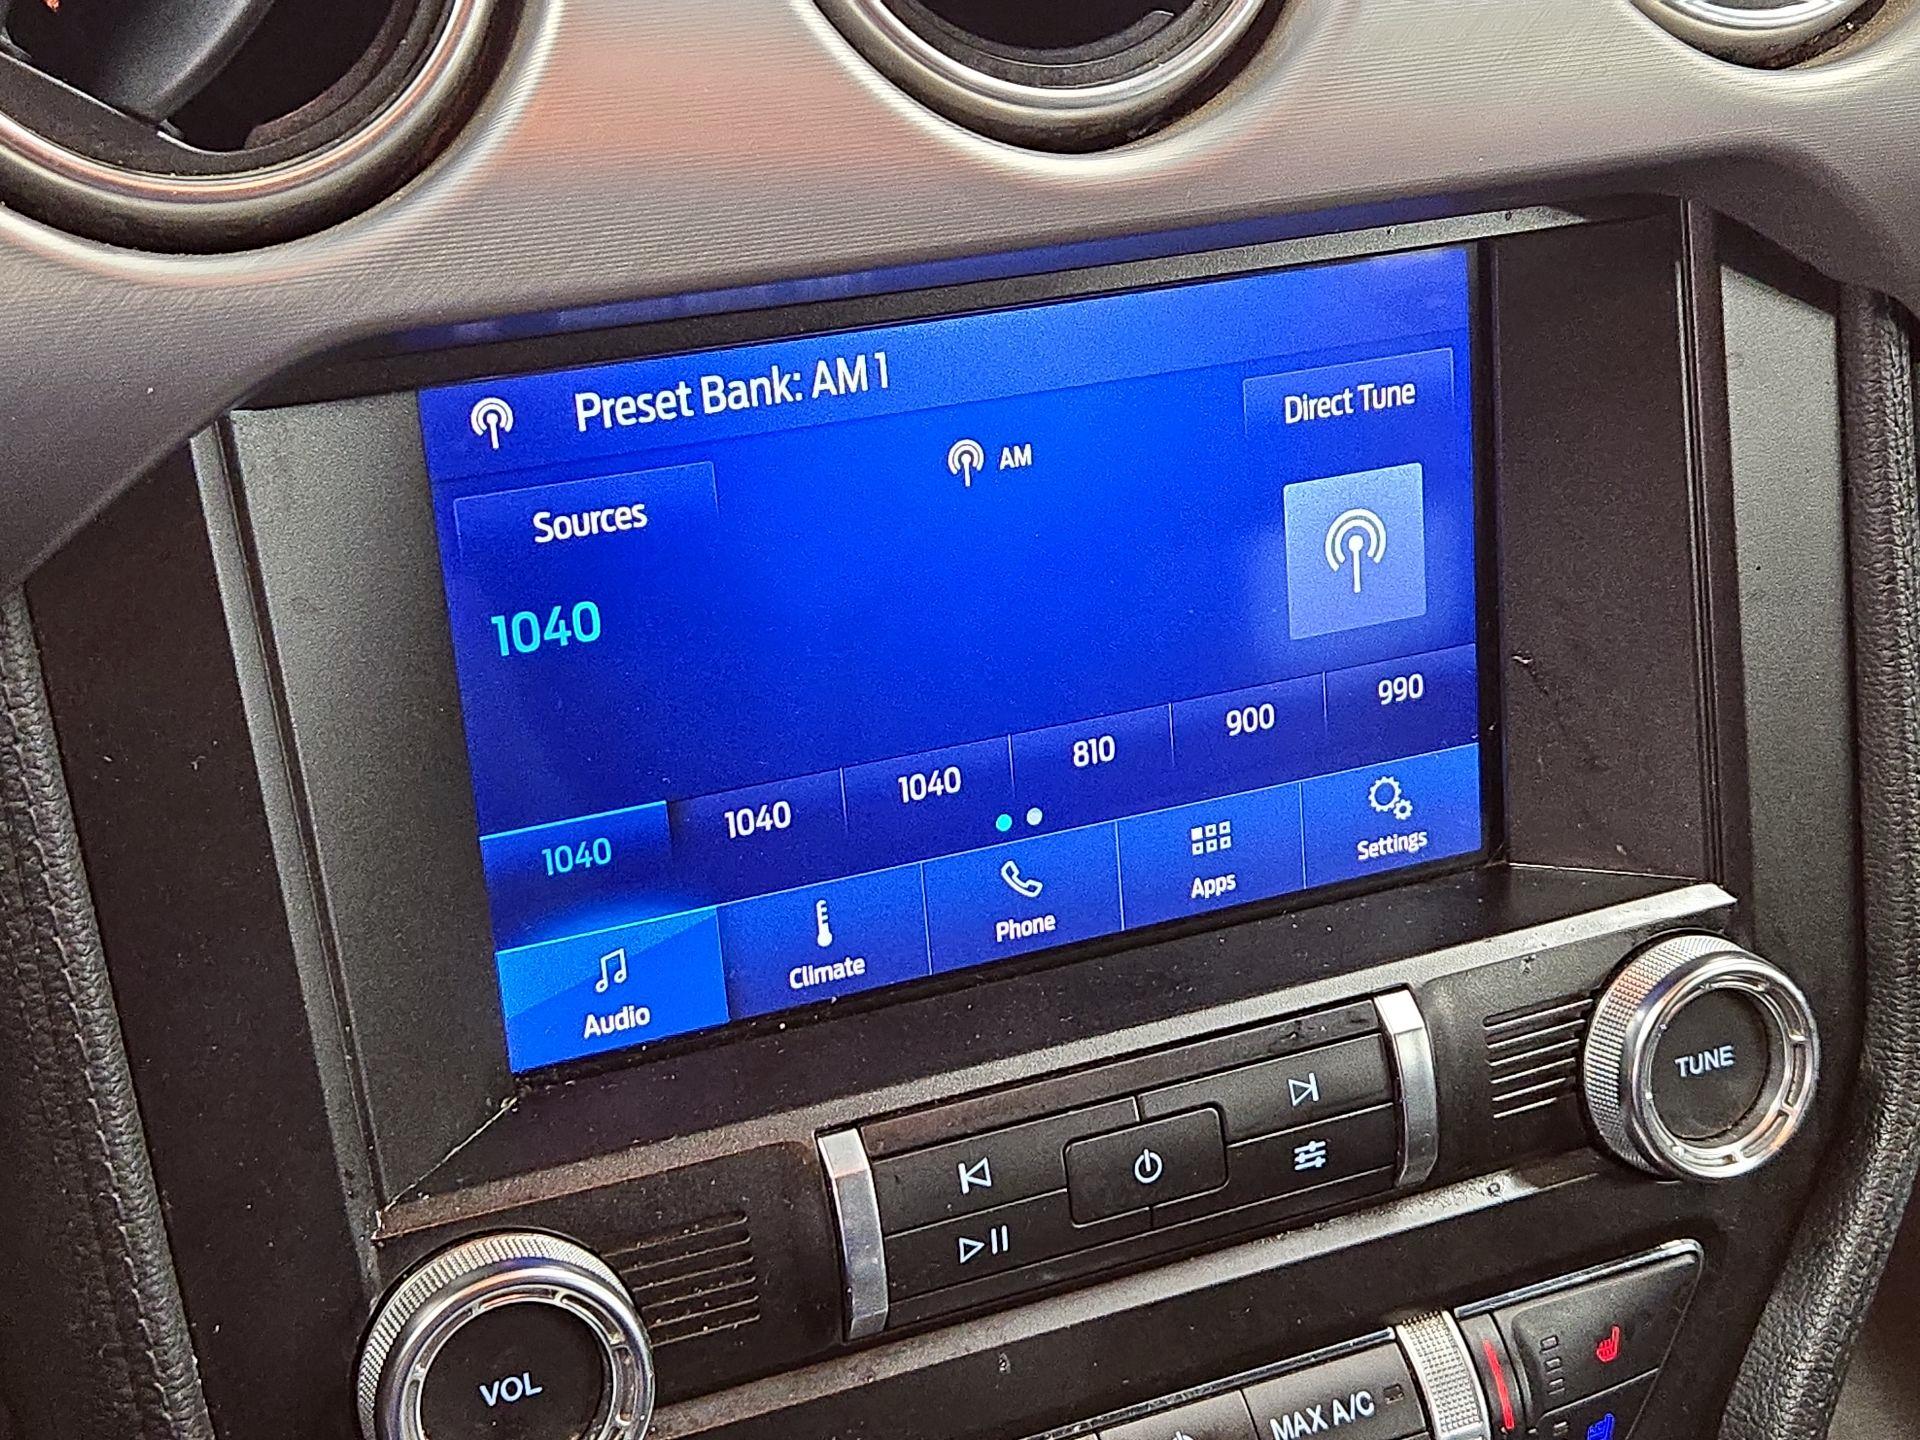 Preset Bank: AM 1
Direct Tune
AM
Sources
1040
1040
1040
1040
810
900
990
Audio
Climate
Phone
Apps
Settings
TUNE
VOL
MAX A/C